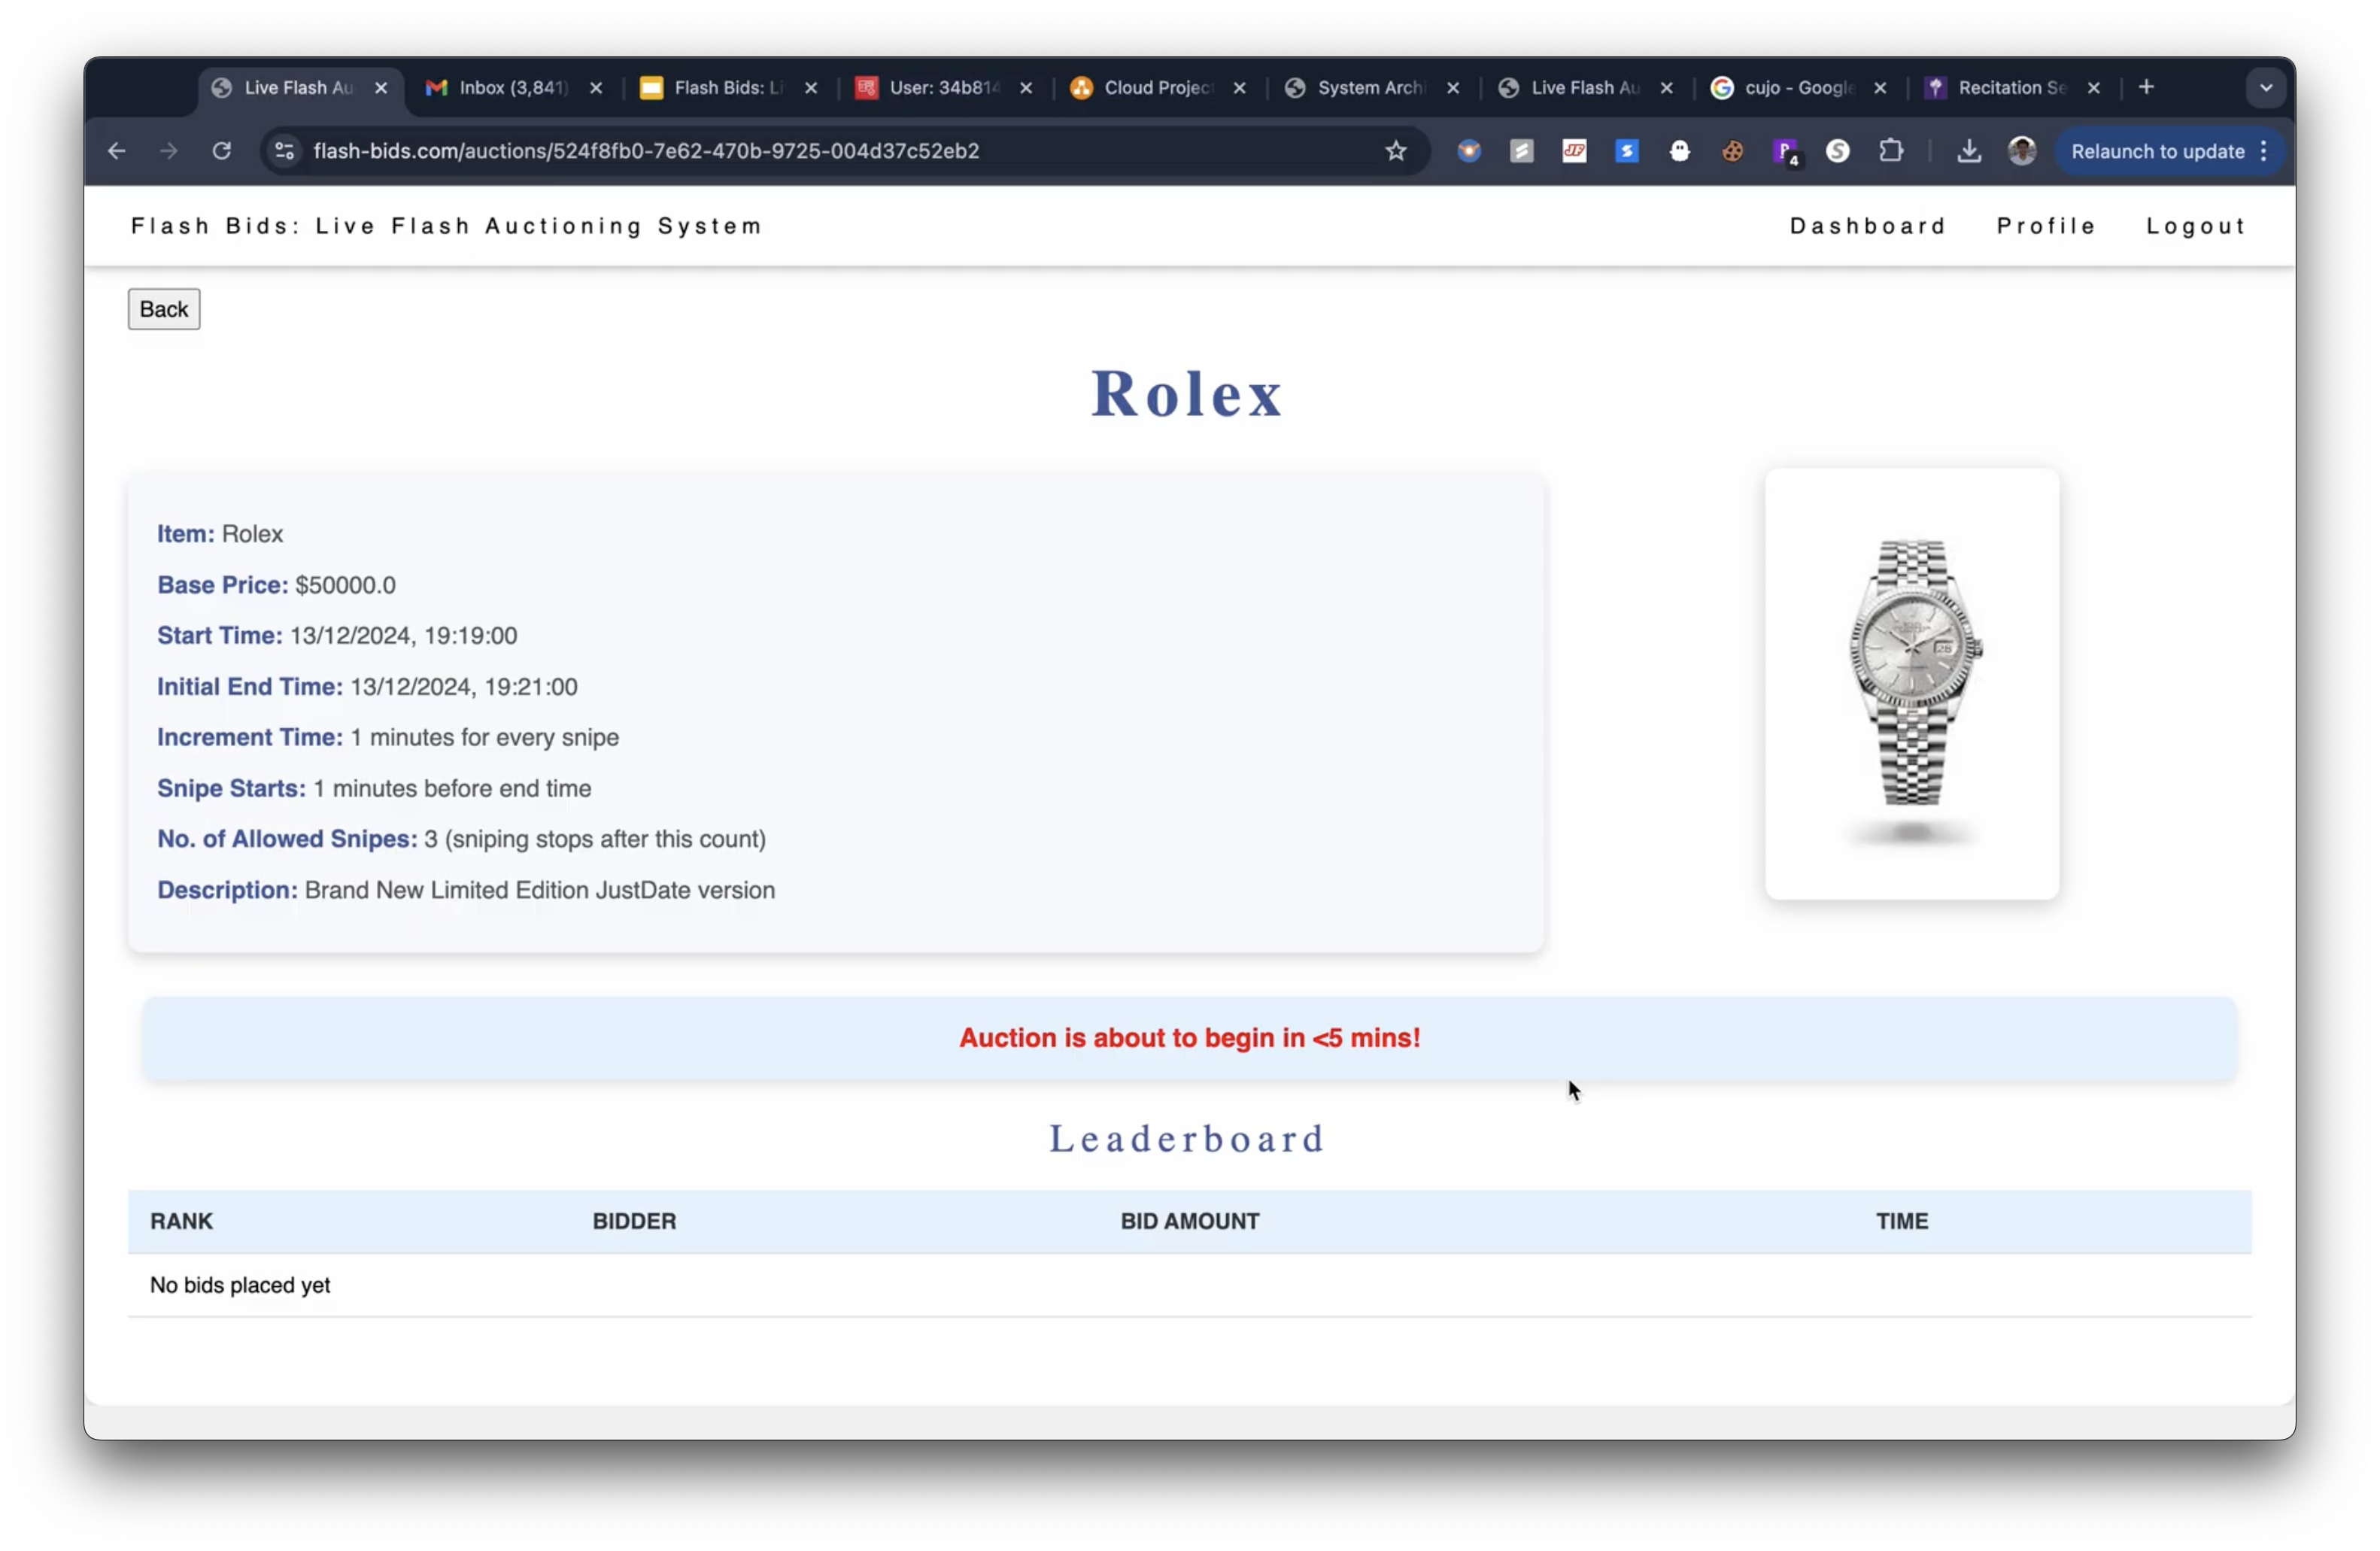 Live Flash Au
Inbox (3,841)
Flash Bids: Li
User: 34b814
Cloud Project
System Archi
Live Flash Au
cujo - Google
Recitation Se
flash-bids.com/auctions/524f8fb0-7e62-470b-9725-004d37c52eb2
4
Relaunch to update
Flash Bids: Live Flash Auctioning System
Dashboard
Profile
Logout
Back
Rolex
Item: Rolex
Base Price: $50000.0
Start Time: 13/12/2024, 19:19:00
Initial End Time: 13/12/2024, 19:21:00
Increment Time: 1 minutes for every snipe
Snipe Starts: 1 minutes before end time
No. of Allowed Snipes: 3 (sniping stops after this count)
Description: Brand New Limited Edition JustDate version
28
Auction is about to begin in <5 mins!
Leaderboard
RANK BIDDER BID AMOUNT TIME
No bids placed yet